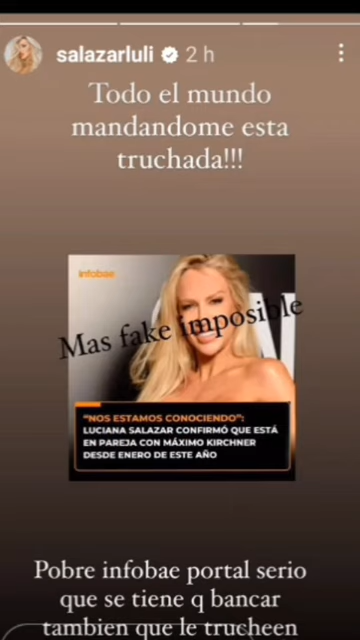 salazarluli 2 h
Todo el mundo
mandandome esta
truchada!!!
infobae
Mas fake imposible
"NOS ESTAMOS CONOCIENDO":
LUCIANA SALAZAR CONFIRMÓ QUE ESTÁ
EN PAREJA CON MÁXIMO KIRCHNER
DESDE ENERO DE ESTE AÑO
Pobre infobae portal serio
que se tiene q bancar
tambien que le trucheen